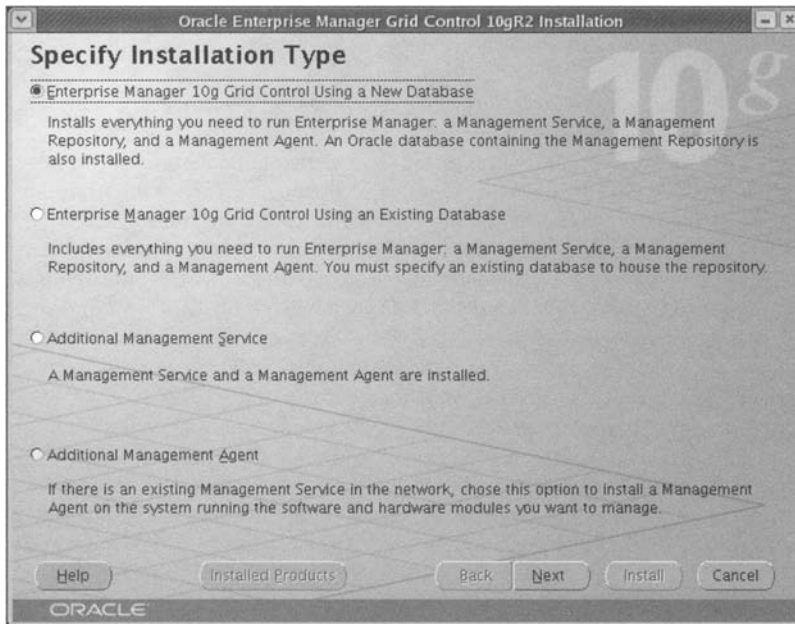 Oracle Enterprise Manager Grid Control 10gR2 Installation
Specify Installation Type
10g
Enterprise Manager 10g Grid Control Using a New Database
Installs everything you need to run Enterprise Manager: a Management Service, a Management
Repository, and a Management Agent. An Oracle database containing the Management Repository is
also installed.
Enterprise Manager 10g Grid Control Using an Existing Database
Includes everything you need to run Enterprise Manager: a Management Service, a Management
Repository, and a Management Agent. You must specify an existing database to house the repository.
Additional Management Service
A Management Service and a Management Agent are installed.
Additional Management Agent
If there is an existing Management Service in the network, chose this option to install a Management
Agent on the system running the software and hardware modules you want to manage.
Help Installed Products Back Next Install Cancel
ORACLE